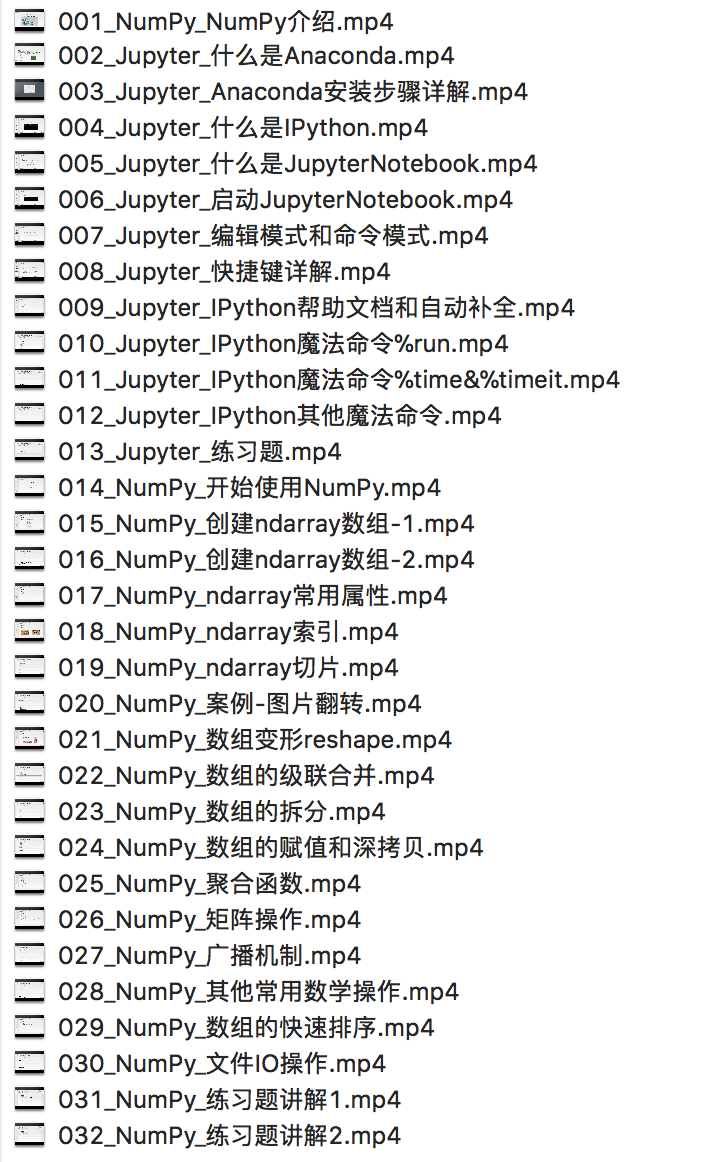 001_NumPy_NumPy介绍.mp4
002_Jupyter_什么是Anaconda.mp4
003_Jupyter_Anaconda安装步骤详解.mp4
004_Jupyter_什么是IPython.mp4
005_Jupyter_什么是JupyterNotebook.mp4
006_Jupyter_启动JupyterNotebook.mp4
007_Jupyter_编辑模式和命令模式.mp4
008_Jupyter_快捷键详解.mp4
009_Jupyter_IPython帮助文档和自动补全.mp4
010_Jupyter_IPython魔法命令%run.mp4
011_Jupyter_IPython魔法命令%time&%timeit.mp4
012_Jupyter_IPython其他魔法命令.mp4
013_Jupyter_练习题.mp4
014_NumPy_开始使用NumPy.mp4
015_NumPy_创建ndarray数组-1.mp4
016_NumPy_创建ndarray数组-2.mp4
017_NumPy_ndarray常用属性.mp4
018_NumPy_ndarray索引.mp4
019_NumPy_ndarray切片.mp4
020_NumPy_案例-图片翻转.mp4
021_NumPy_数组变形reshape.mp4
022_NumPy_数组的级联合并.mp4
023_NumPy_数组的拆分.mp4
024_NumPy_数组的赋值和深拷贝.mp4
025_NumPy_聚合函数.mp4
026_NumPy_矩阵操作.mp4
027_NumPy_广播机制.mp4
028_NumPy_其他常用数学操作.mp4
029_NumPy_数组的快速排序.mp4
030_NumPy_文件IO操作.mp4
031_NumPy_练习题讲解1.mp4
032_NumPy_练习题讲解2.mp4